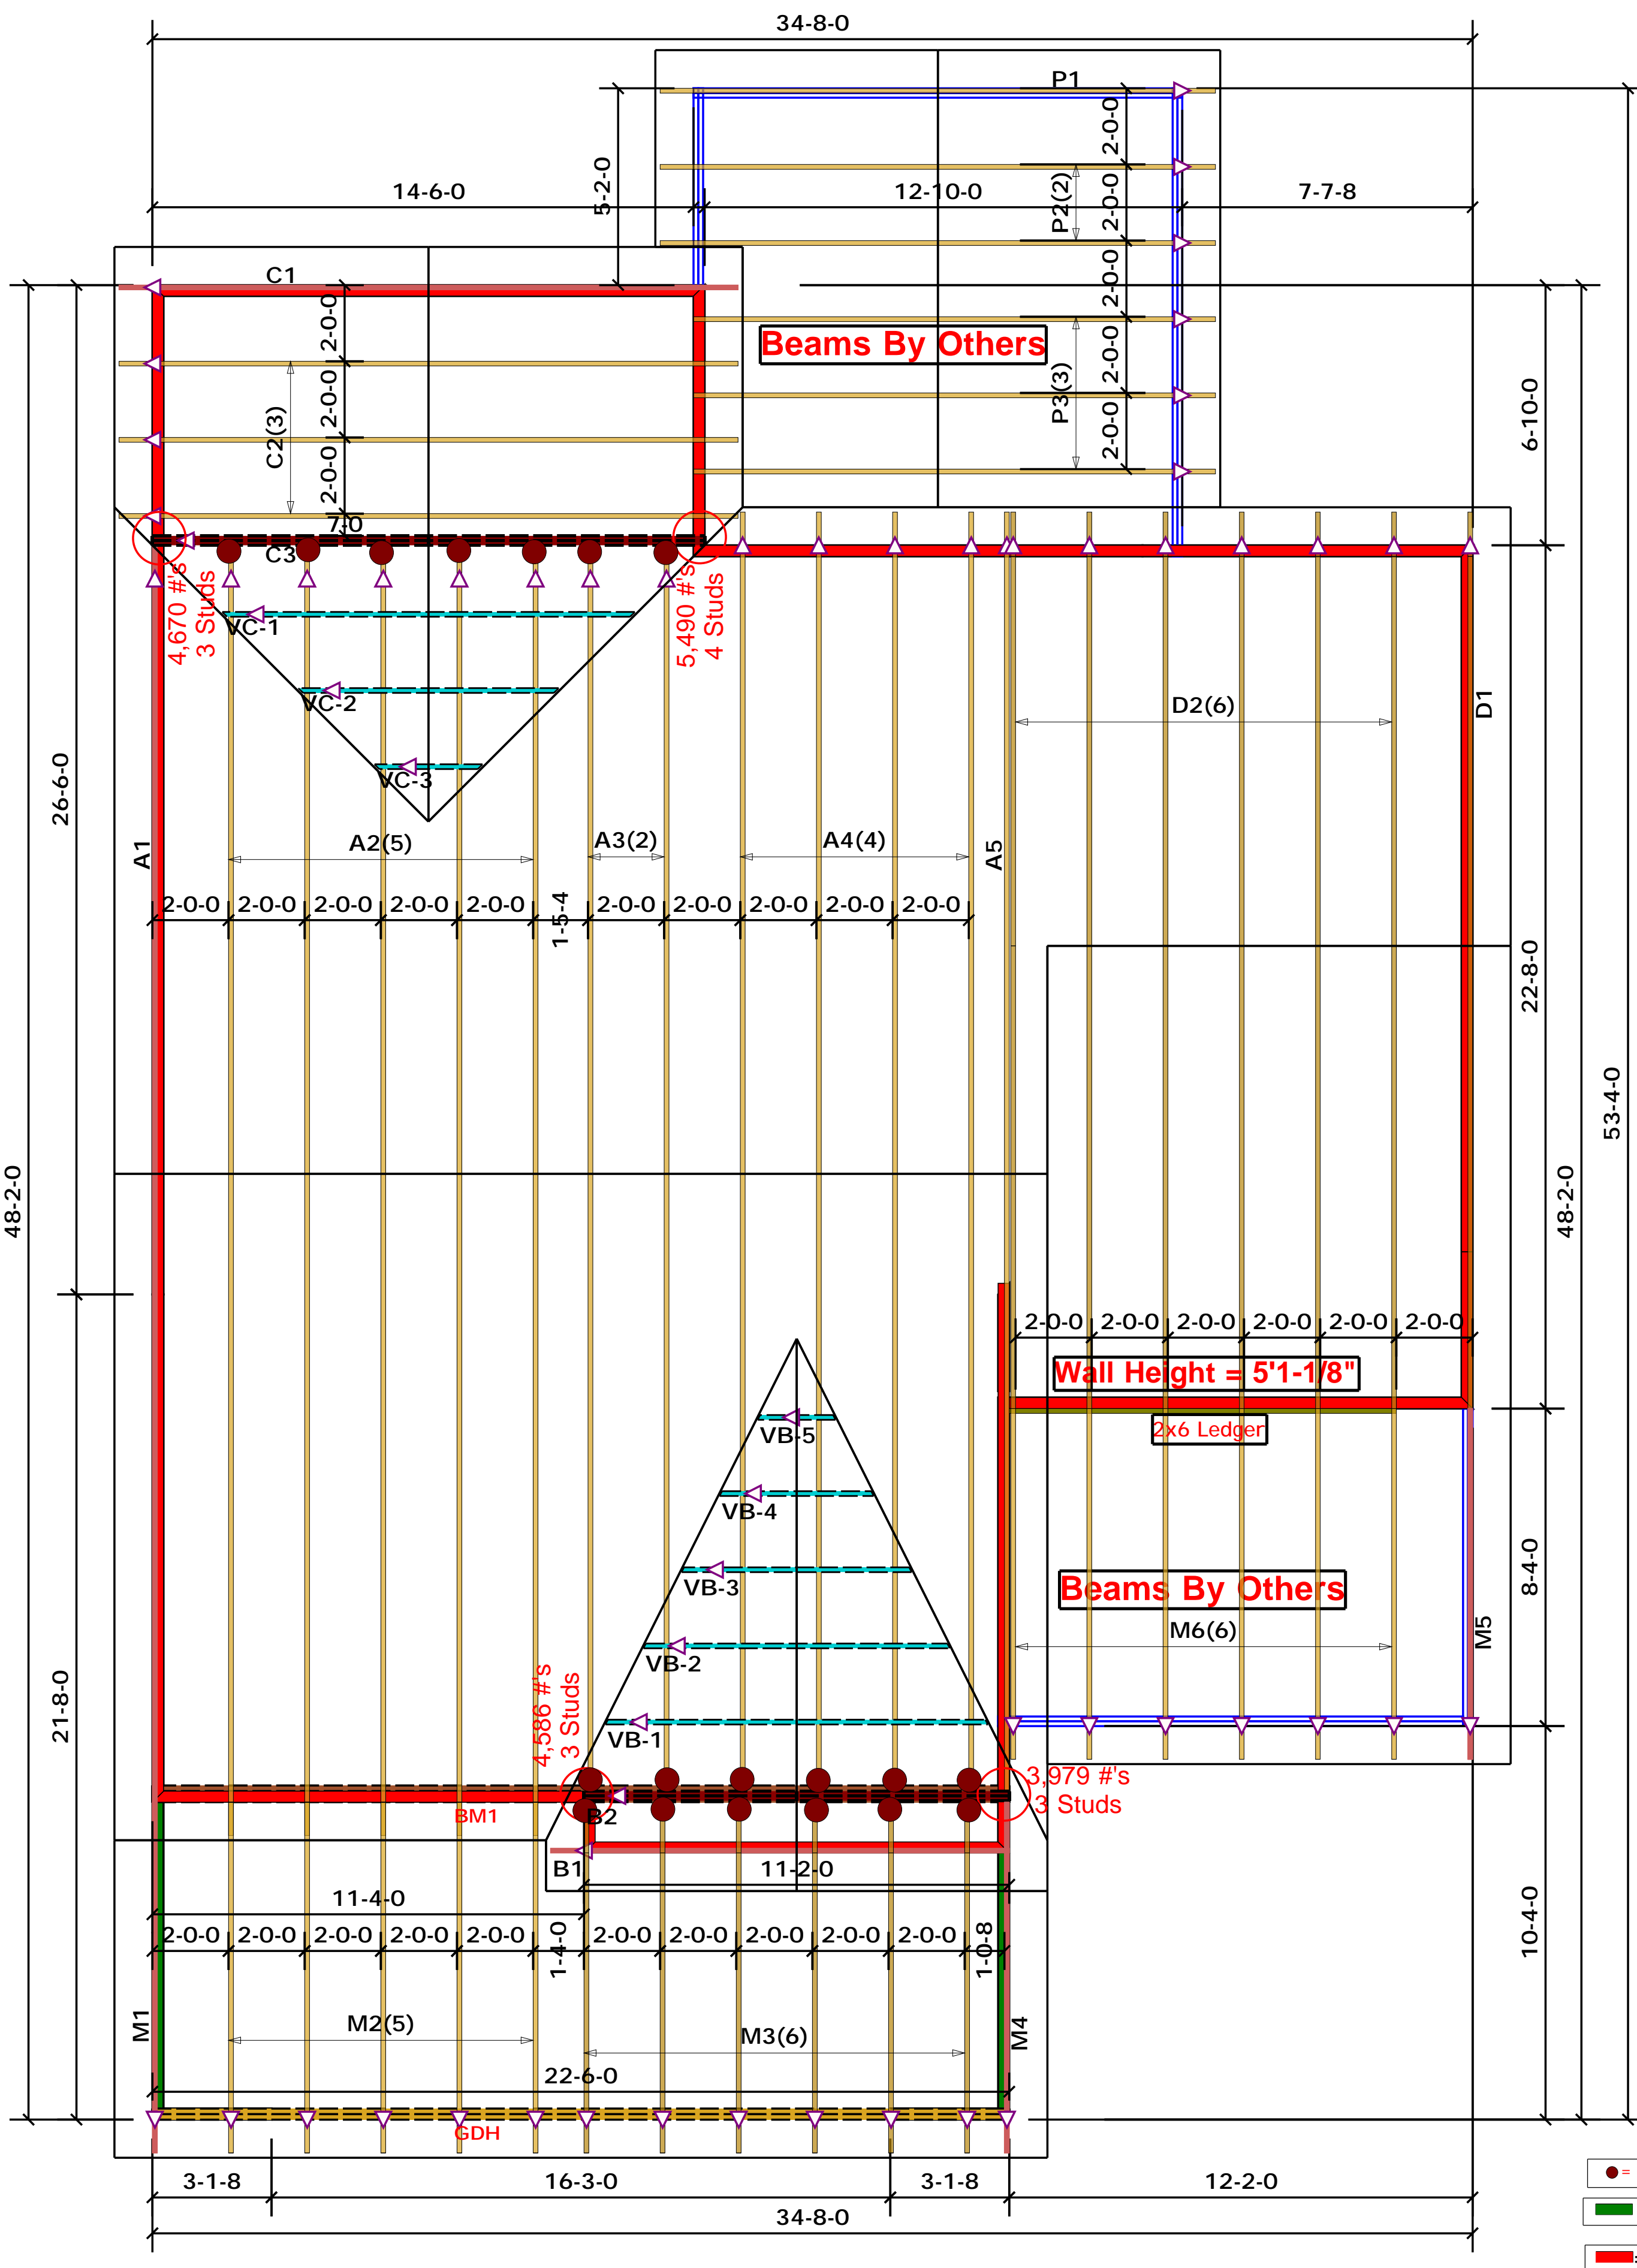 34-8-0
P1
2-0-0
5-2-0
14-6-0
12-10-0
7-7-8
P2(2)
2-0-0
C1
2-0-0
2-0-0
Beams By Others
2-0-0
C2(3)
2-0-0
P3(3)
2-0-0
6-10-0
2-0-0
7-0
C3
4,670 #'s
3 Studs
5,490 #'s
4 Studs
VC-1
VC-2
VC-3
D2(6)
D1
26-6-0
A1
A2(5)
A3(2)
A4(4)
A5
2-0-0
2-0-0
2-0-0
2-0-0
2-0-0
1-5-4
2-0-0
2-0-0
2-0-0
2-0-0
2-0-0
22-8-0
53-4-0
48-2-0
48-2-0
2-0-0
2-0-0
2-0-0
2-0-0
2-0-0
2-0-0
Wall Height = 5'1-1/8"
2x6 Ledger
VB-5
VB-4
VB-3
VB-2
VB-1
Beams By Others
M6(6)
M5
8-4-0
21-8-0
4,586 #'s
3 Studs
3,979 #'s
3 Studs
BM1
B2
B1
11-2-0
11-4-0
2-0-0
2-0-0
2-0-0
2-0-0
2-0-0
1-4-0
2-0-0
2-0-0
2-0-0
2-0-0
2-0-0
1-0-8
10-4-0
M1
M2(5)
M3(6)
M4
22-6-0
GDH
3-1-8
16-3-0
3-1-8
12-2-0
34-8-0
=